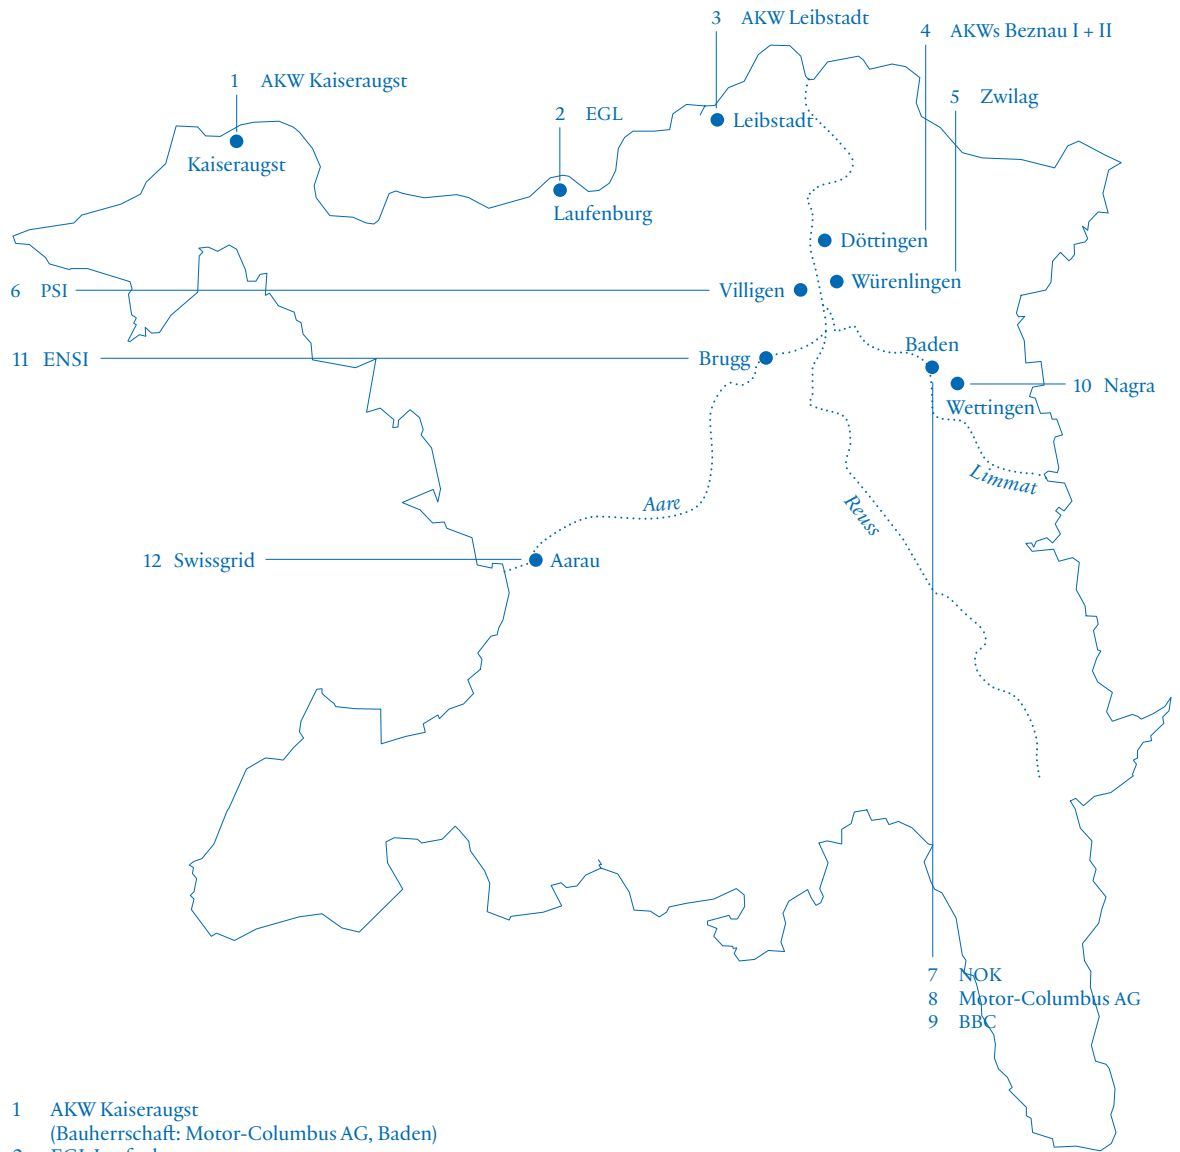 3 AKW Leibstadt
4 AKWs Beznau I + II
1 AKW Kaiseraugst
5 Zwilag
2 EGL
Leibstadt
Kaiseraugst
Laufenburg
Döttingen
Würenlingen
6 PSI
Villigen
Baden
11 ENSI
Brugg
10 Nagra
Wettingen
Limmat
Aare
Reuss
12 Swissgrid
Aarau
7 NOK
8 Motor-Columbus AG
9 BBC
1 AKW Kaiseraugst
(Bauherrschaft: Motor-Columbus AG, Baden)